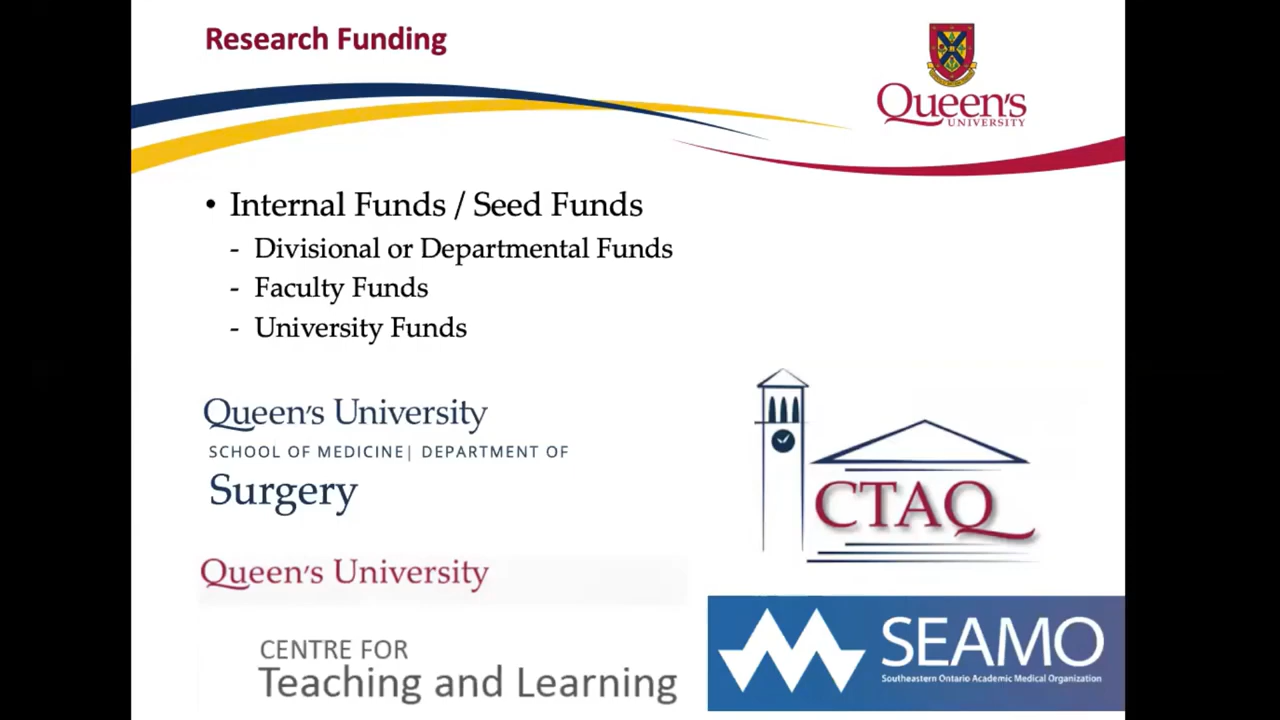 Research Funding
Queen's
UNIVERSITY
• Internal Funds / Seed Funds
- Divisional or Departmental Funds
- Faculty Funds
- University Funds
Queen's University
SCHOOL OF MEDICINE| DEPARTMENT OF
Surgery
CTAQ
Queen's University
CENTRE FOR
Teaching and Learning
SEAMO
Southeastern Ontario Academic Medical Organization